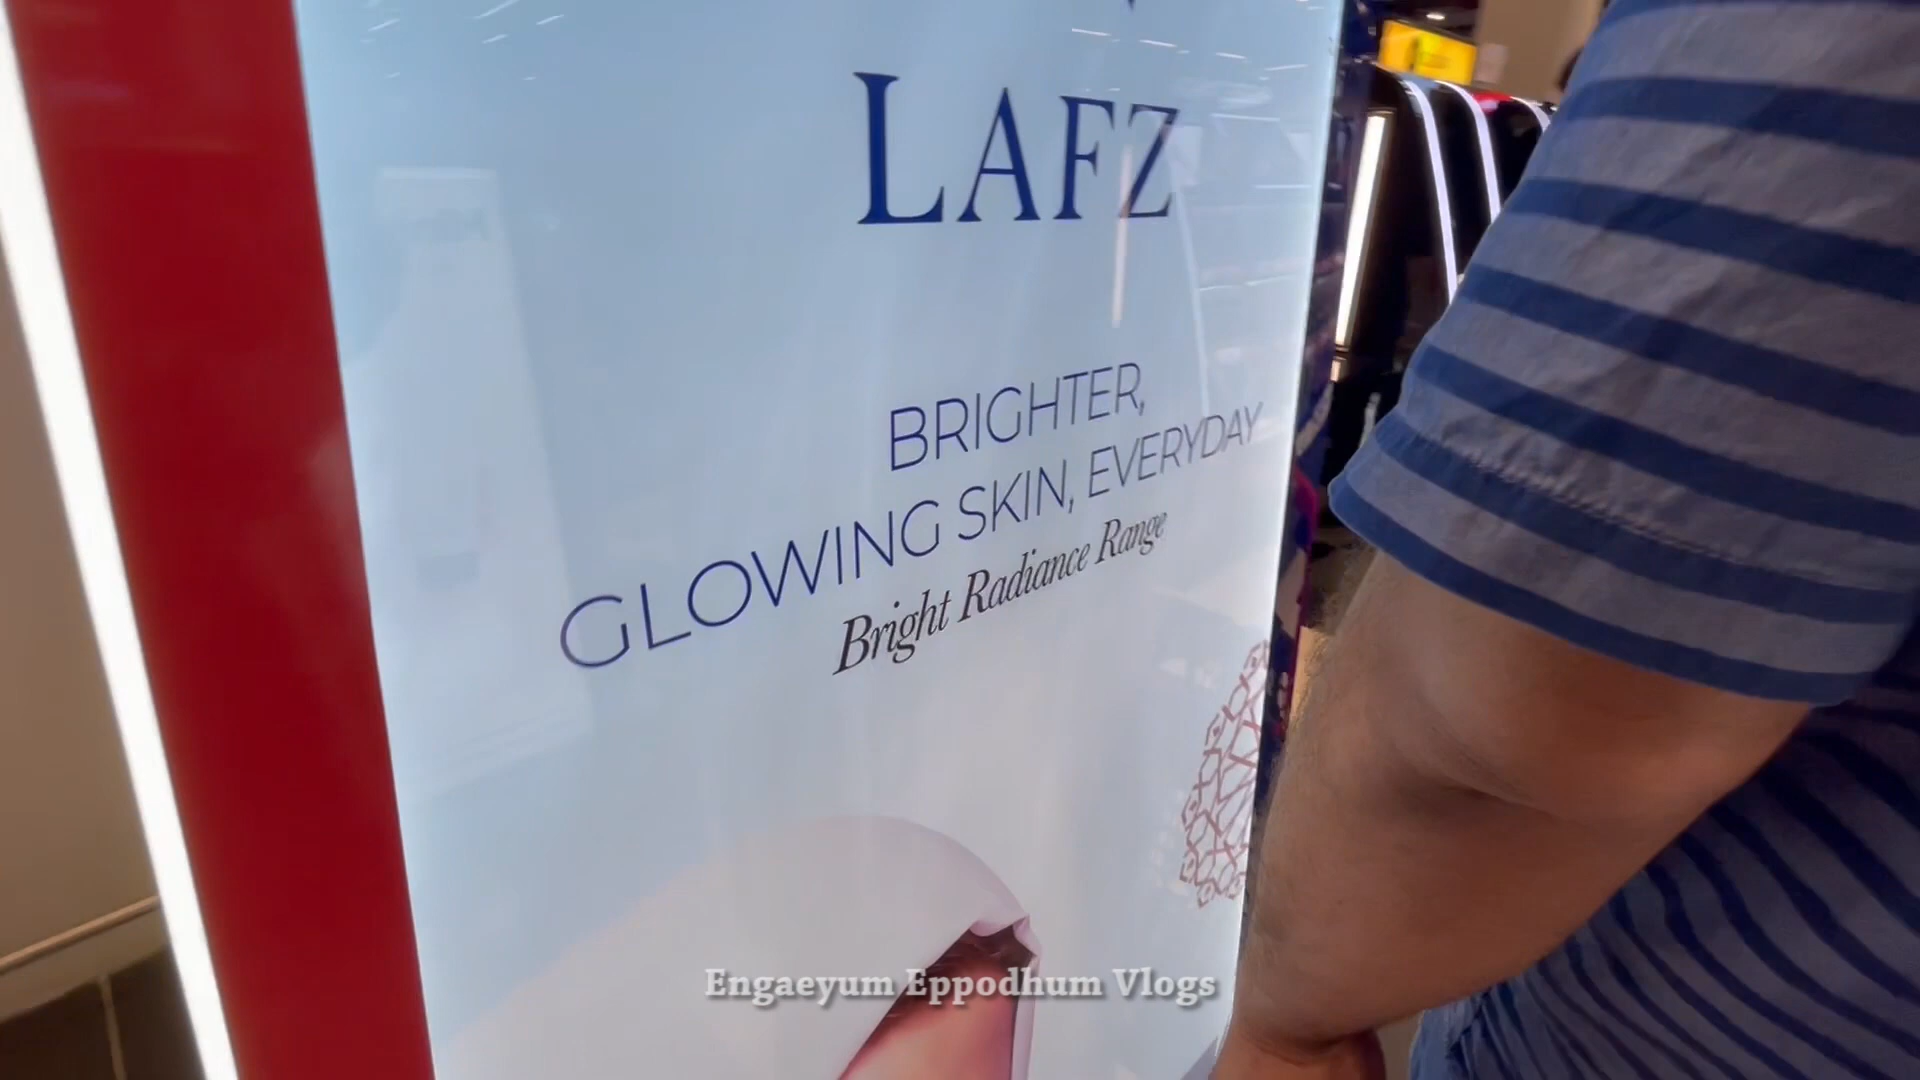 LAFZ
BRIGHTER,
GLOWING SKIN, EVERYDAY
Bright Radiance Range
Engaeyum Eppodhum Vlogs